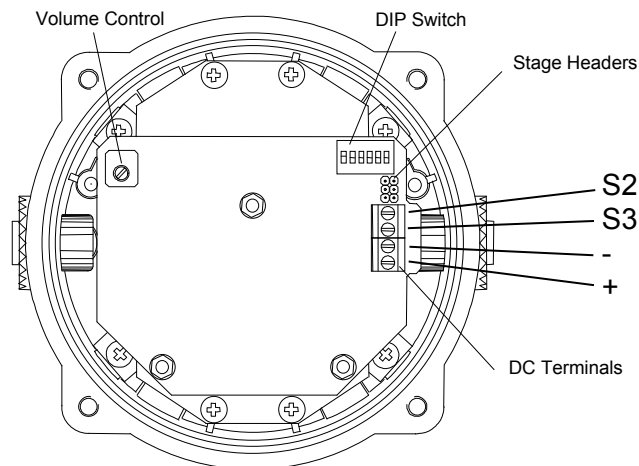 Volume Control
DIP Switch
Stage Headers
S2
S3
-
+
DC Terminals